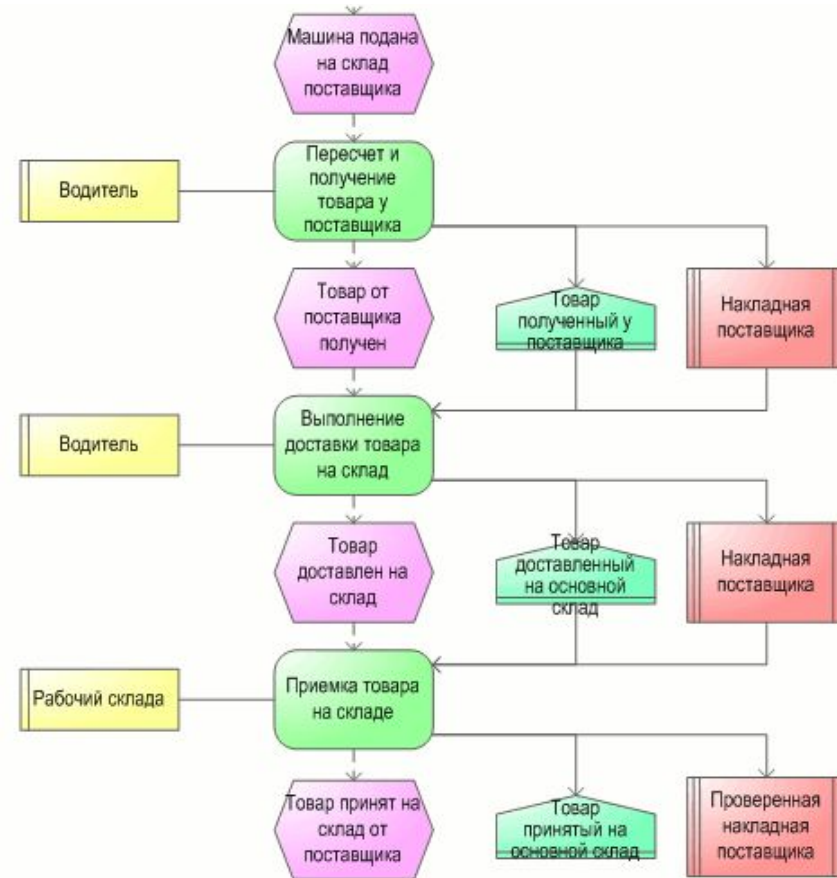 Машина подана
на склад
поставщика
Пересчет и
получение
товара у
поставщика
Водитель
Товар от
поставщика
получен
Товар
полученный у
поставщика
Накладная
поставщика
Выполнение
доставки товара
на склад
Водитель
Товар
доставлен на
склад
Товар
доставленный
на основной
склад
Накладная
поставщика
Приемка товара
на складе
Рабочий склада
Товар принят на
склад от
поставщика
Товар
принятый на
основной склад
Проверенная
накладная
поставщика